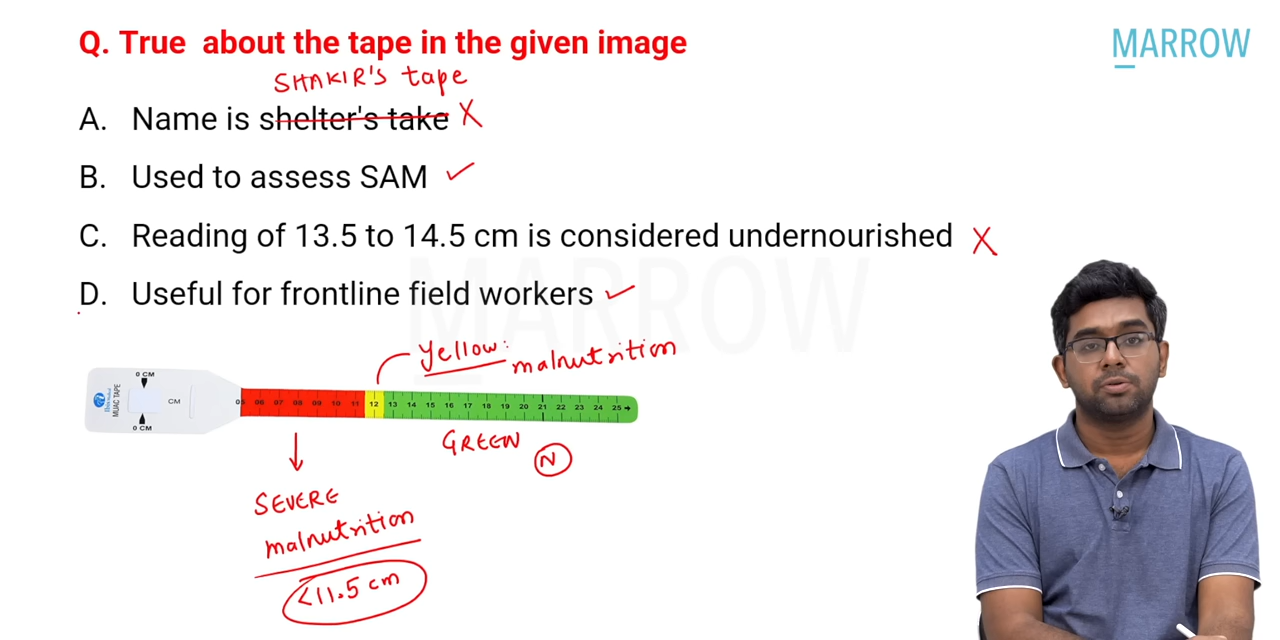 Q. True about the tape in the given image
MARROW
SHAKIR'S tape
A. Name is shelter's take X
B. Used to assess SAM ✓
C. Reading of 13.5 to 14.5 cm is considered undernourished X
D. Useful for frontline field workers ✓
MARROW
Yellow: malnutrition
0 CM
MUAC TAPE
CM
05 06 07 08 09 10 11 12 13 14 15 16 17 18 19 20 21 22 23 24 25
0 CM
GREEN N
SEVERE
malnutrition
<11.5 cm